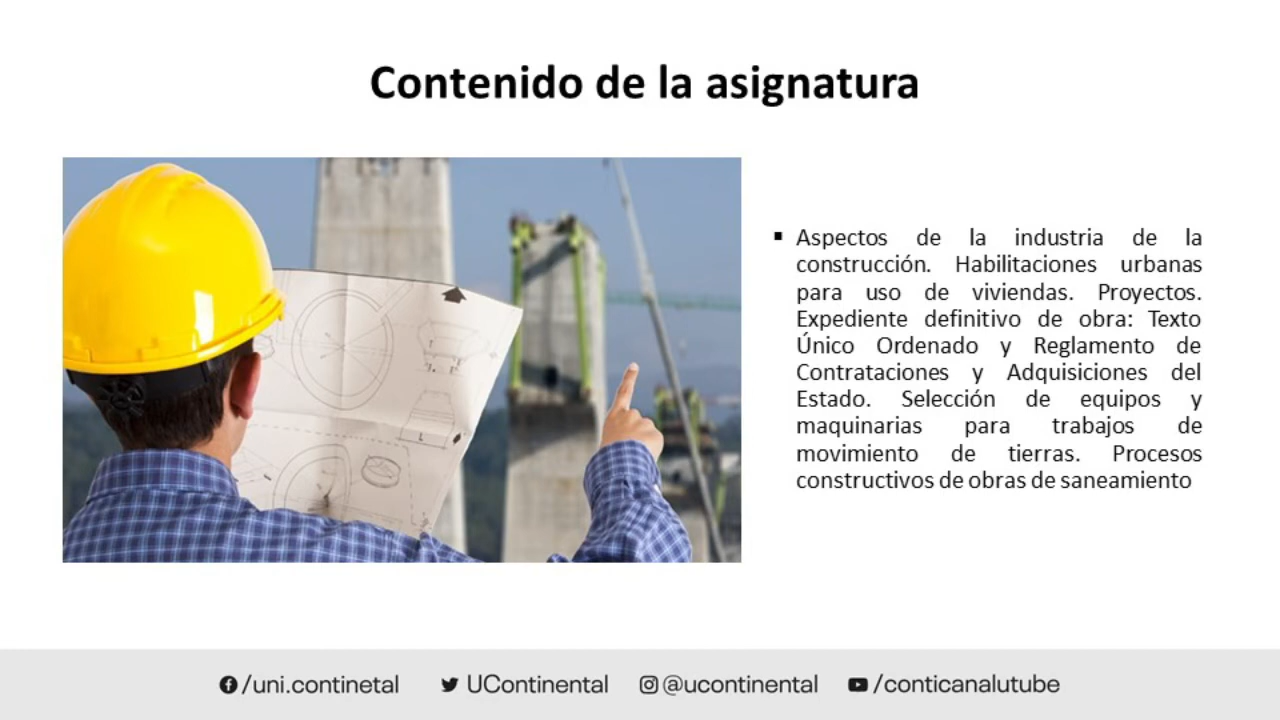 Contenido de la asignatura
▪ Aspectos de la industria de la
construcción. Habilitaciones urbanas
para uso de viviendas. Proyectos.
Expediente definitivo de obra: Texto
Único Ordenado y Reglamento de
Contrataciones y Adquisiciones del
Estado. Selección de equipos y
maquinarias para trabajos de
movimiento de tierras. Procesos
constructivos de obras de saneamiento
/uni.continetal UContinental @ucontinental /conticanalutube